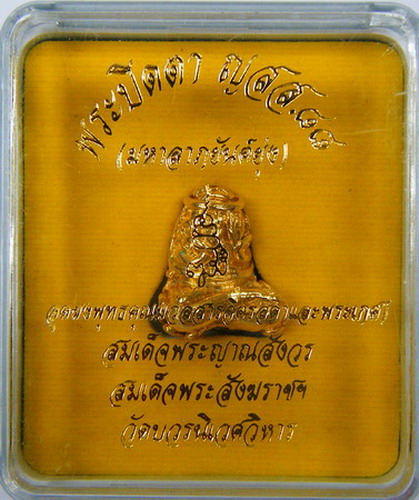 พระปิดตา ญสส.๘๘
(มหาลาภยันต์ยุ่ง)
สมเด็จพระญาณสังวร
สมเด็จพระสังฆราชฯ
วัดบวรนิเวศวิหาร